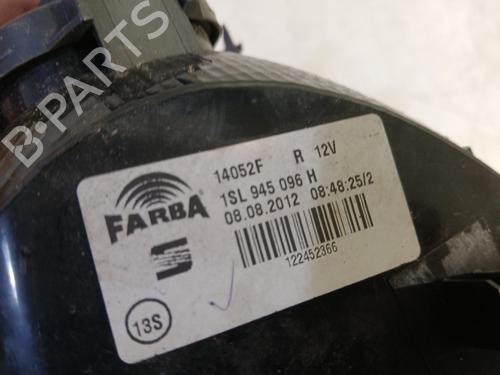 B-PARTS
14052F R 12V
1SL 945 096 H
08.08.2012 08:48:25/2
FARBA
S
122452366
13S